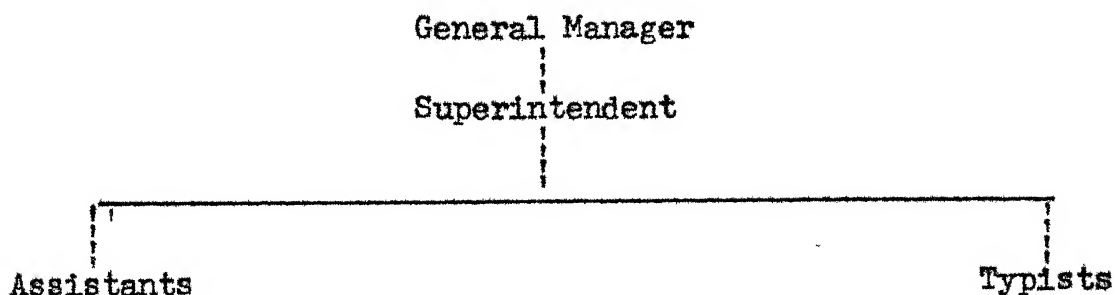 General Manager
Superintendent
Assistants
Typists